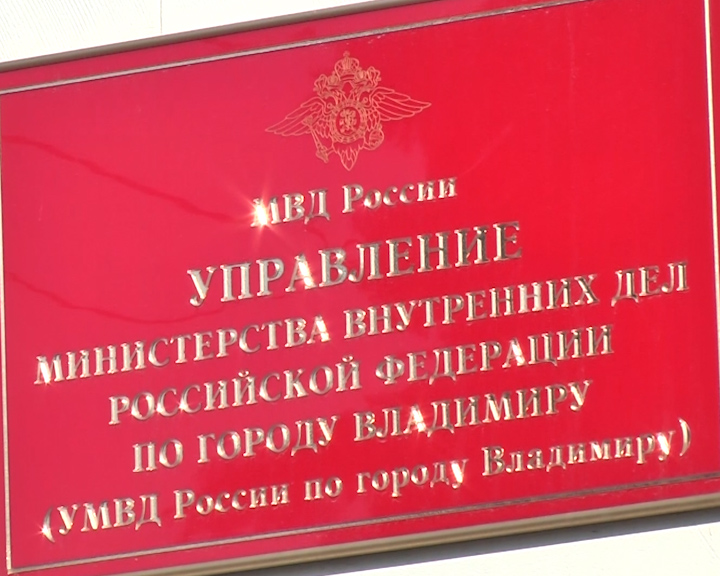 МВД России
УПРАВЛЕНИЕ
МИНИСТЕРСТВА ВНУТРЕННИХ ДЕЛ
РОССИЙСКОЙ ФЕДЕРАЦИИ
ПО ГОРОДУ ВЛАДИМИРУ
(УМВД России по городу Владимиру)